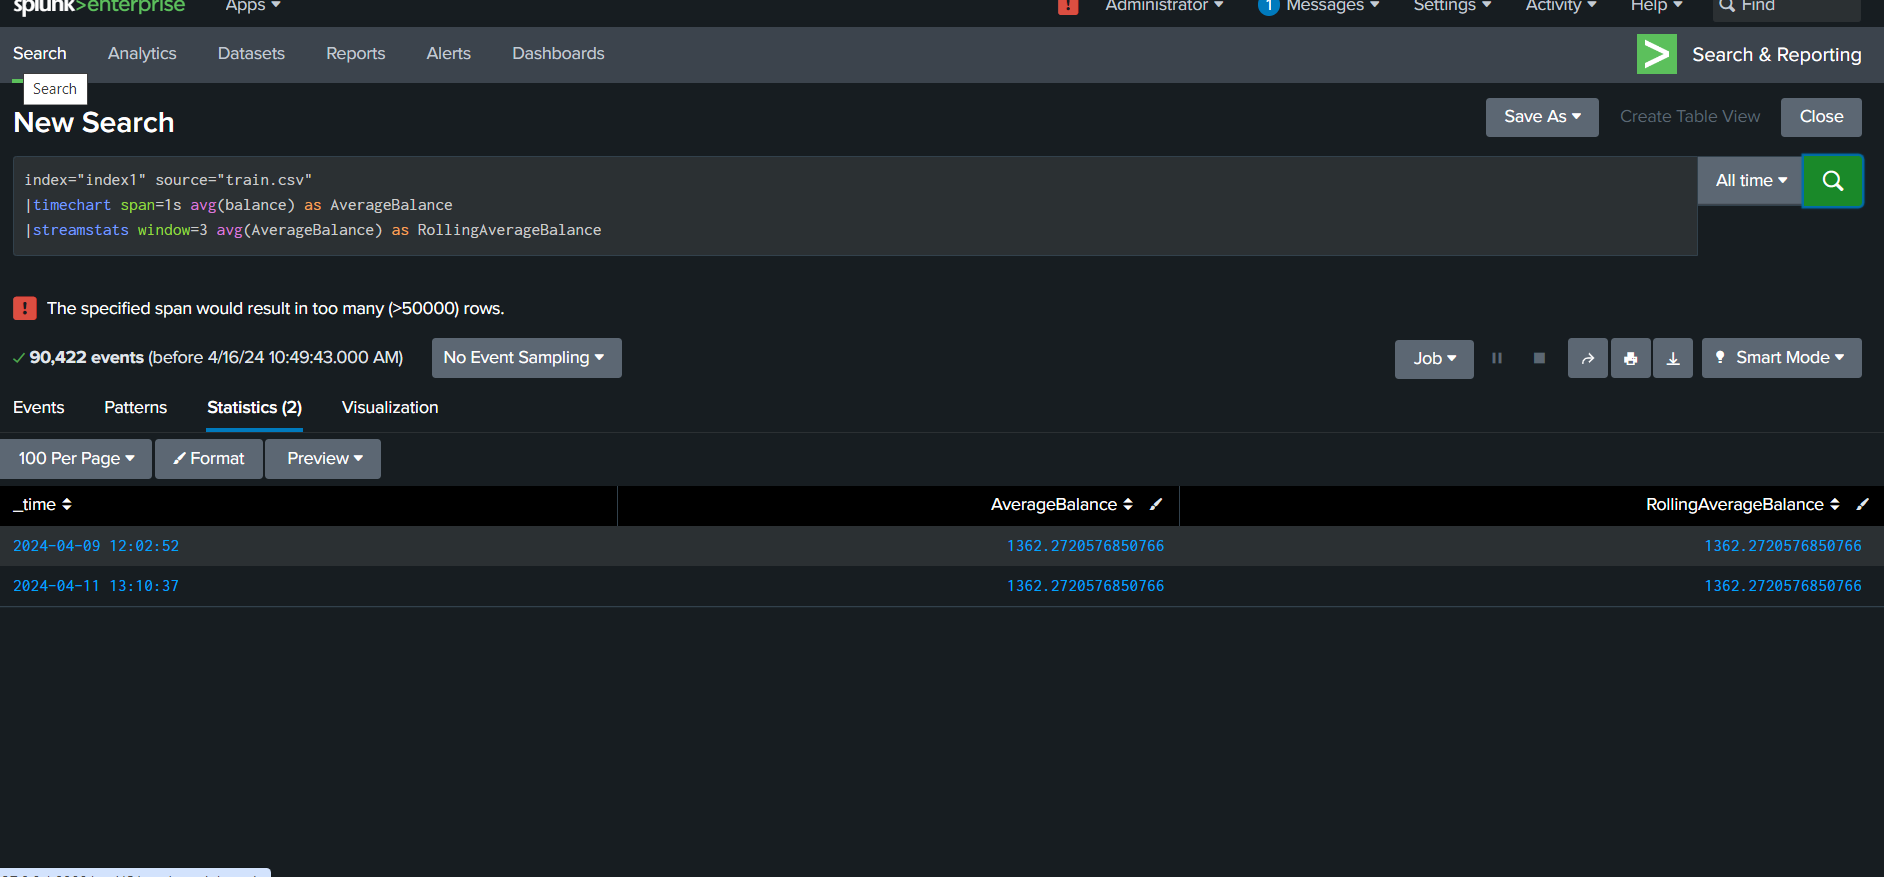 splunk>enterprise Apps Administrator 1 Messages Settings Activity Help Find
Search Analytics Datasets Reports Alerts Dashboards Search & Reporting
Search
New Search Save As Create Table View Close
index="index1" source="train.csv"
|timechart span=1s avg(balance) as AverageBalance
|streamstats window=3 avg(AverageBalance) as RollingAverageBalance
All time
The specified span would result in too many (>50000) rows.
90,422 events (before 4/16/24 10:49:43.000 AM) No Event Sampling Job Smart Mode
Events Patterns Statistics (2) Visualization
100 Per Page Format Preview
_time AverageBalance RollingAverageBalance
2024-04-09 12:02:52 1362.2720576850766 1362.2720576850766
2024-04-11 13:10:37 1362.2720576850766 1362.2720576850766